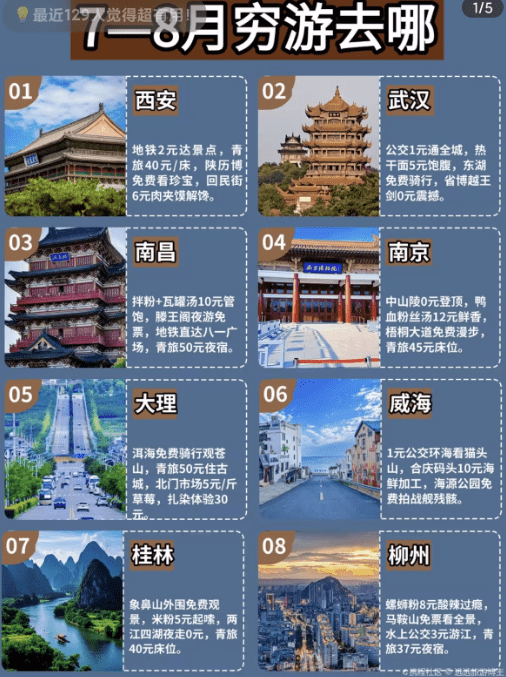 最近129人觉得超有用！
1/5
7—8月穷游去哪
01
西安
地铁2元达景点，青
旅40元/床，陕历博
免费看珍宝，回民街
6元肉夹馍解馋。
02
武汉
公交1元通全城，热
干面5元饱腹，东湖
免费骑行，省博越王
剑0元震撼。
03
南昌
拌粉+瓦罐汤10元管
饱，滕王阁夜游免
票，地铁直达八一广
场，青旅50元夜宿。
04
南京
中山陵0元登顶，鸭
血粉丝汤12元鲜香，
梧桐大道免费漫步，
青旅45元床位。
05
大理
洱海免费骑行观苍
山，青旅50元住古
城，北门市场5元/斤
草莓，扎染体验30
元。
06
威海
1元公交环海看猫头
山，合庆码头10元海
鲜加工，海源公园免
费拍战舰残骸。
07
桂林
象鼻山外围免费观
景，米粉5元起嗦，两
江四湖夜走0元，青旅
40元床位。
08
柳州
螺蛳粉8元酸辣过瘾，
马鞍山免票看全景，
水上公交3元游江，青
旅37元夜宿。